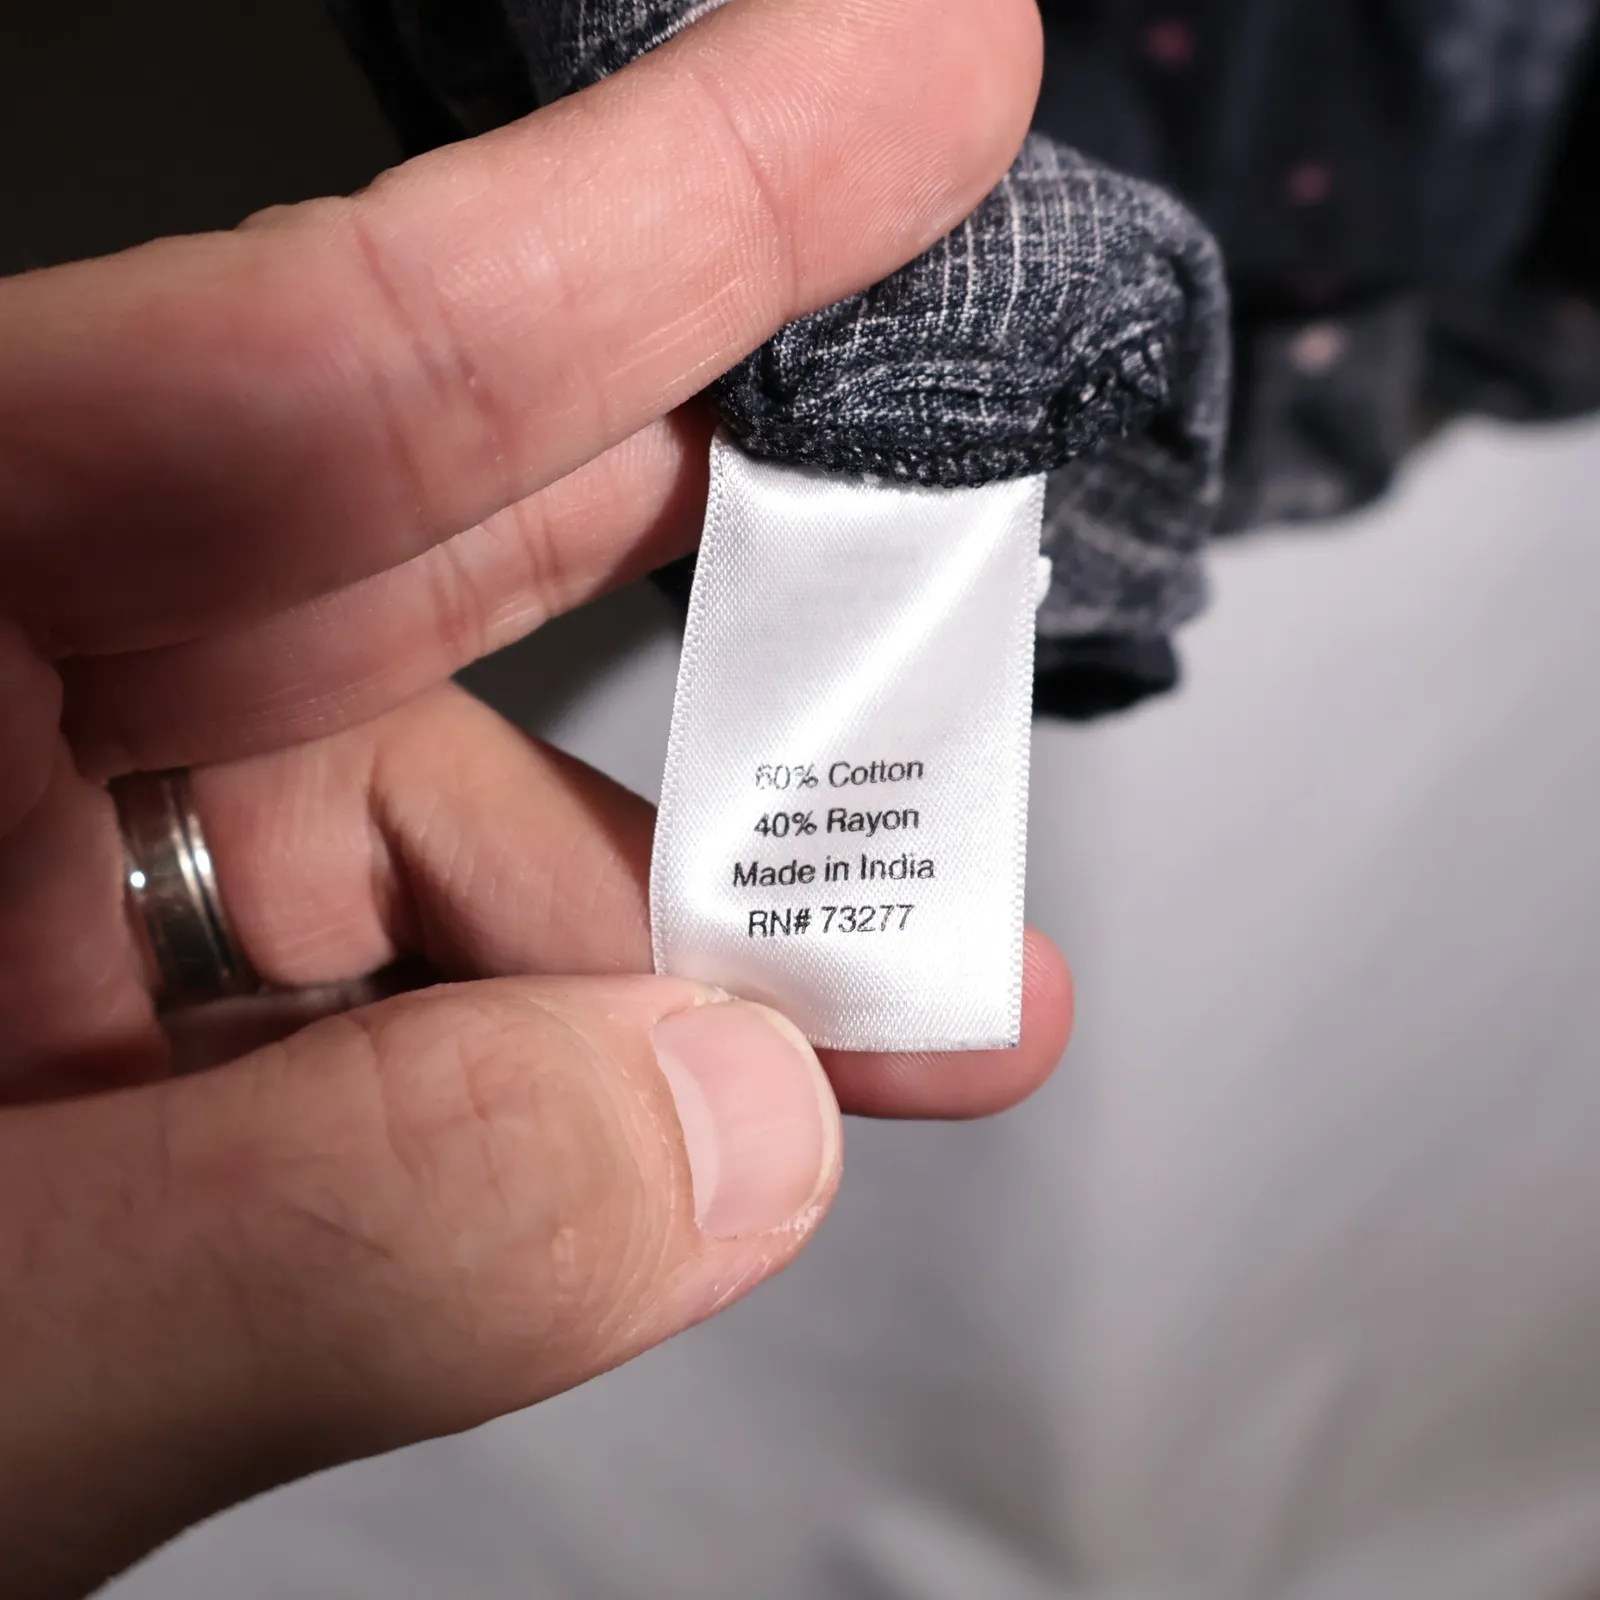 60% Cotton
40% Rayon
Made in India
RN# 73277